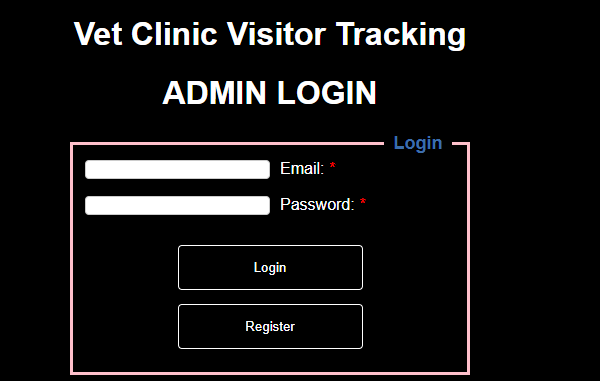 Vet Clinic Visitor Tracking
ADMIN LOGIN
Login
Email: *
Password: *
Login
Register